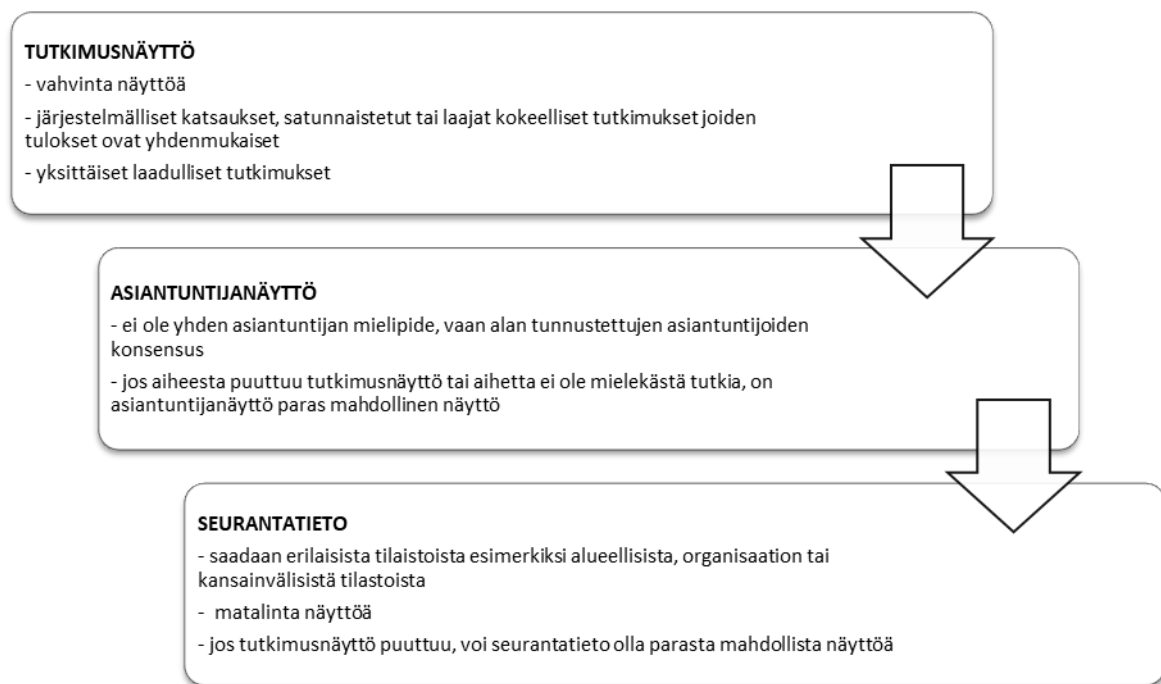 TUTKIMUSNÄYTTÖ
- vahvinta näyttöä
- järjestelmälliset katsaukset, satunnaistetut tai laajat kokeelliset tutkimukset joiden
tulokset ovat yhdenmukaiset
- yksittäiset laadulliset tutkimukset
ASIANTUNTIJANÄYTTÖ
- ei ole yhden asiantuntijan mielipide, vaan alan tunnustettujen asiantuntijoiden
konsensus
- jos aiheesta puuttuu tutkimusnäyttö tai aihetta ei ole mielekästä tutkia, on
asiantuntijanäyttö paras mahdollinen näyttö
SEURANTATIETO
- saadaan erilaisista tilaistoista esimerkiksi alueellisista, organisaation tai
kansainvälisistä tilastoista
- matalinta näyttöä
- jos tutkimusnäyttö puuttuu, voi seurantatieto olla parasta mahdollista näyttöä